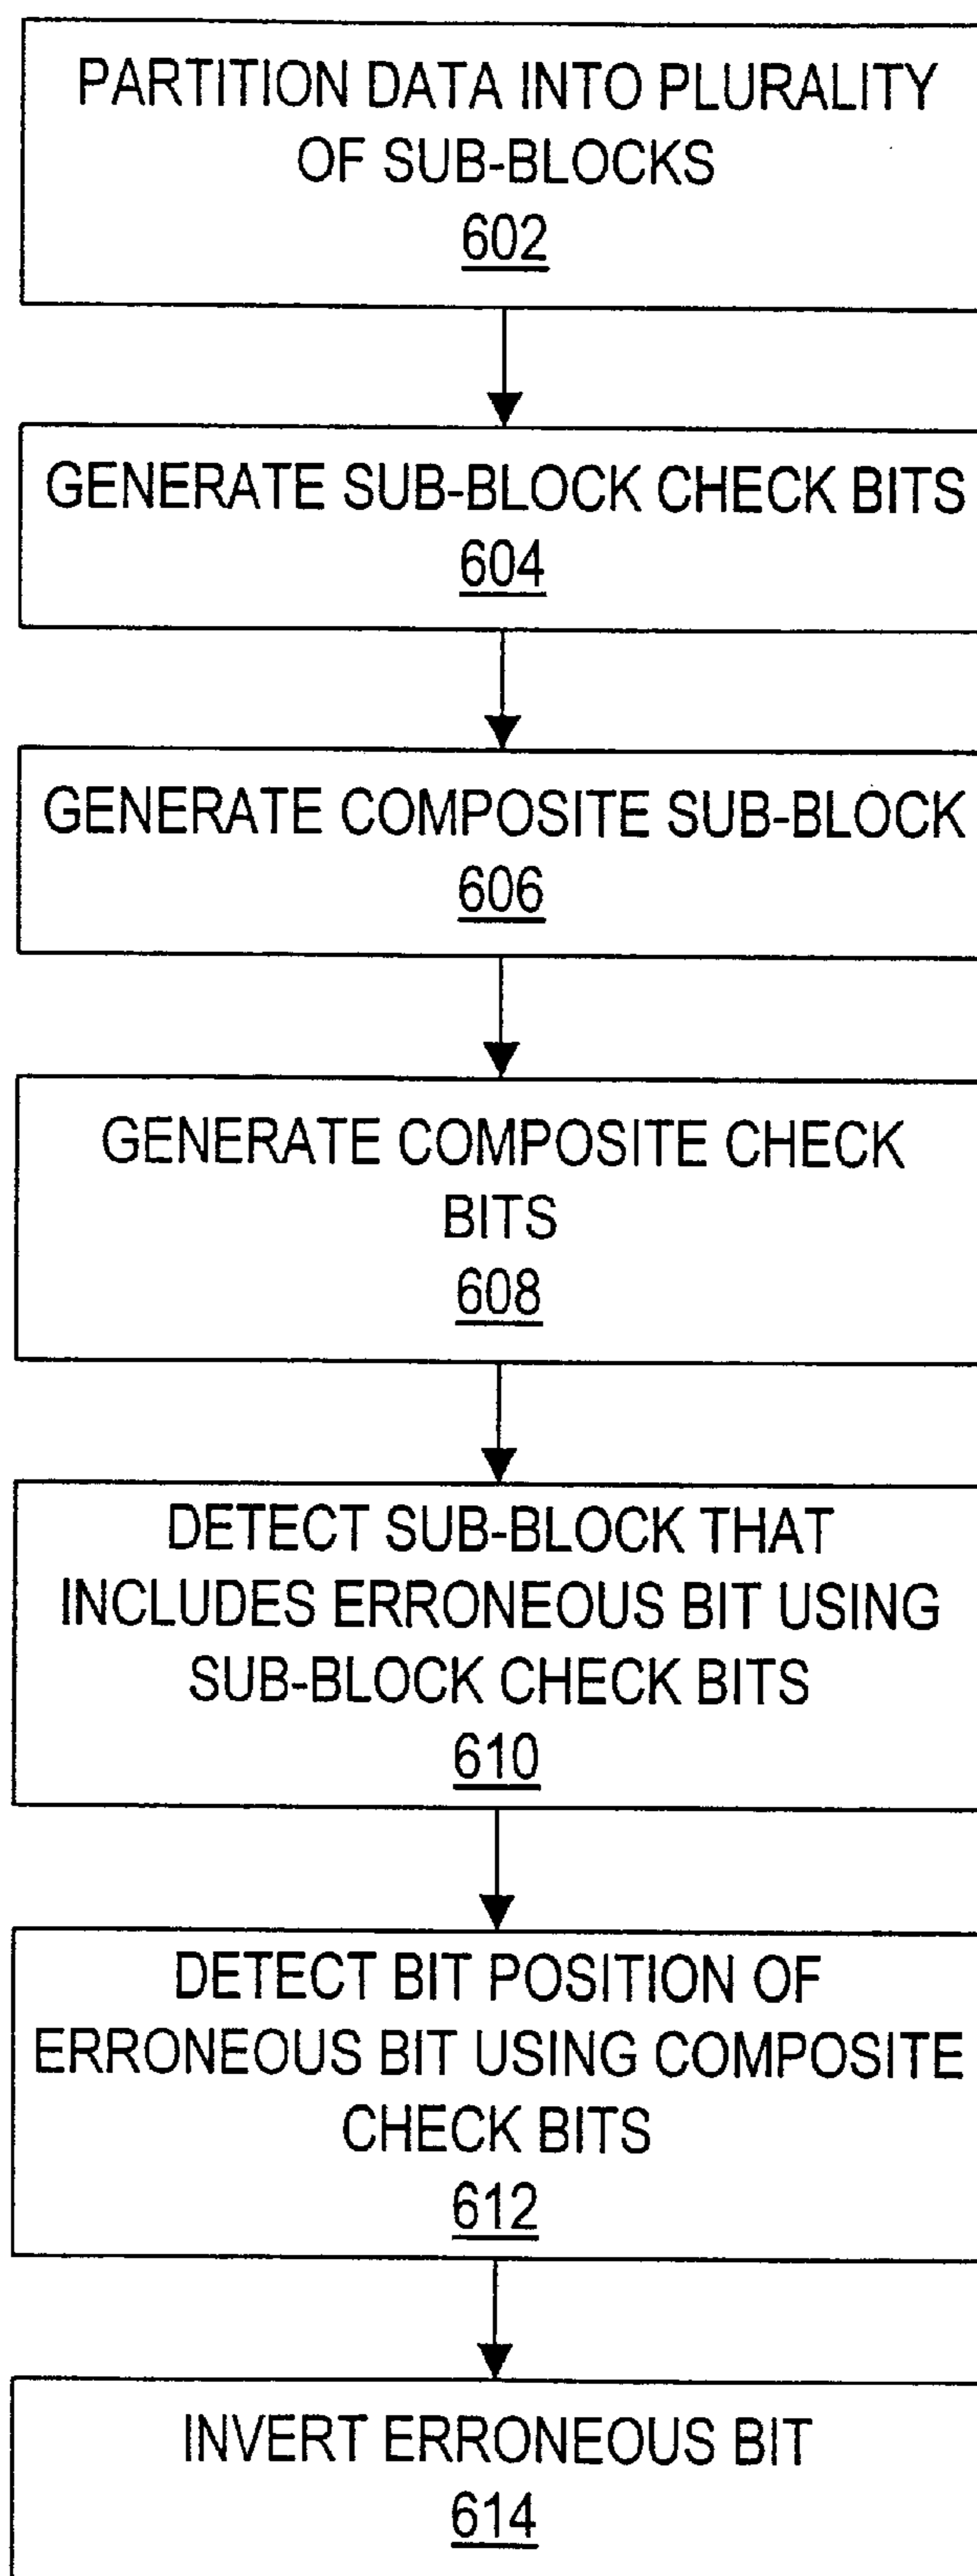 PARTITION DATA INTO PLURALITY
OF SUB-BLOCKS
602
GENERATE SUB-BLOCK CHECK BITS
604
GENERATE COMPOSITE SUB-BLOCK
606
GENERATE COMPOSITE CHECK
BITS
608
DETECT SUB-BLOCK THAT
INCLUDES ERRONEOUS BIT USING
SUB-BLOCK CHECK BITS
610
DETECT BIT POSITION OF
ERRONEOUS BIT USING COMPOSITE
CHECK BITS
612
INVERT ERRONEOUS BIT
614